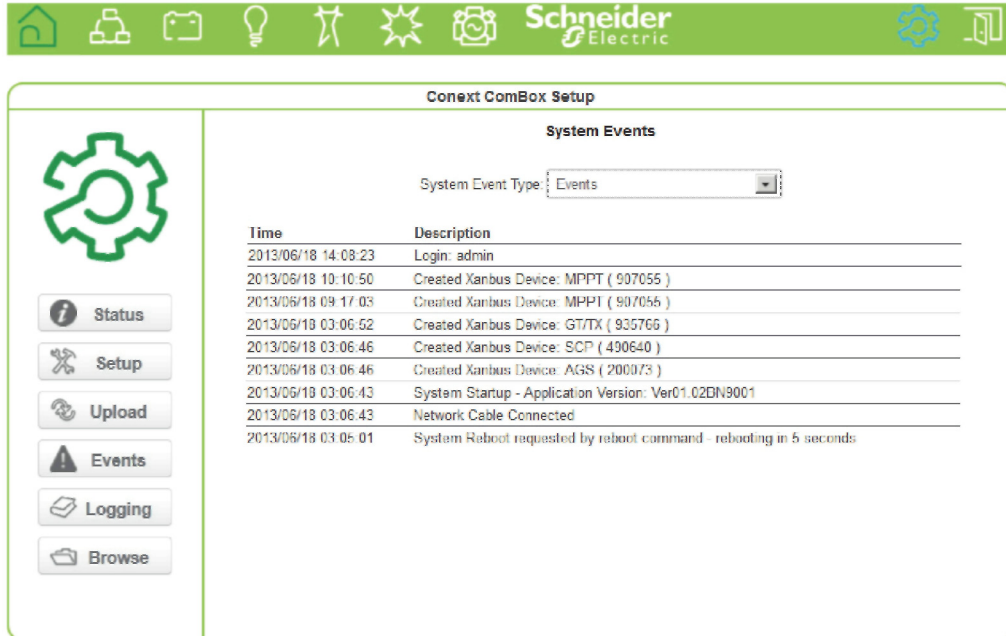 Schneider
Electric
Conext ComBox Setup
System Events
System Event Type: Events
Time Description
2013/06/18 14:08:23 Login: admin
2013/06/18 10:10:50 Created Xanbus Device: MPPT ( 907055 )
2013/06/18 09:17:03 Created Xanbus Device: MPPT ( 907055 )
2013/06/18 03:06:52 Created Xanbus Device: GT/TX ( 935766 )
2013/06/18 03:06:46 Created Xanbus Device: SCP ( 490640 )
2013/06/18 03:06:46 Created Xanbus Device: AGS ( 200073 )
2013/06/18 03:06:43 System Startup - Application Version: Ver01.02BN9001
2013/06/18 03:06:43 Network Cable Connected
2013/06/18 03:05:01 System Reboot requested by reboot command - rebooting in 5 seconds
Status
Setup
Upload
Events
Logging
Browse